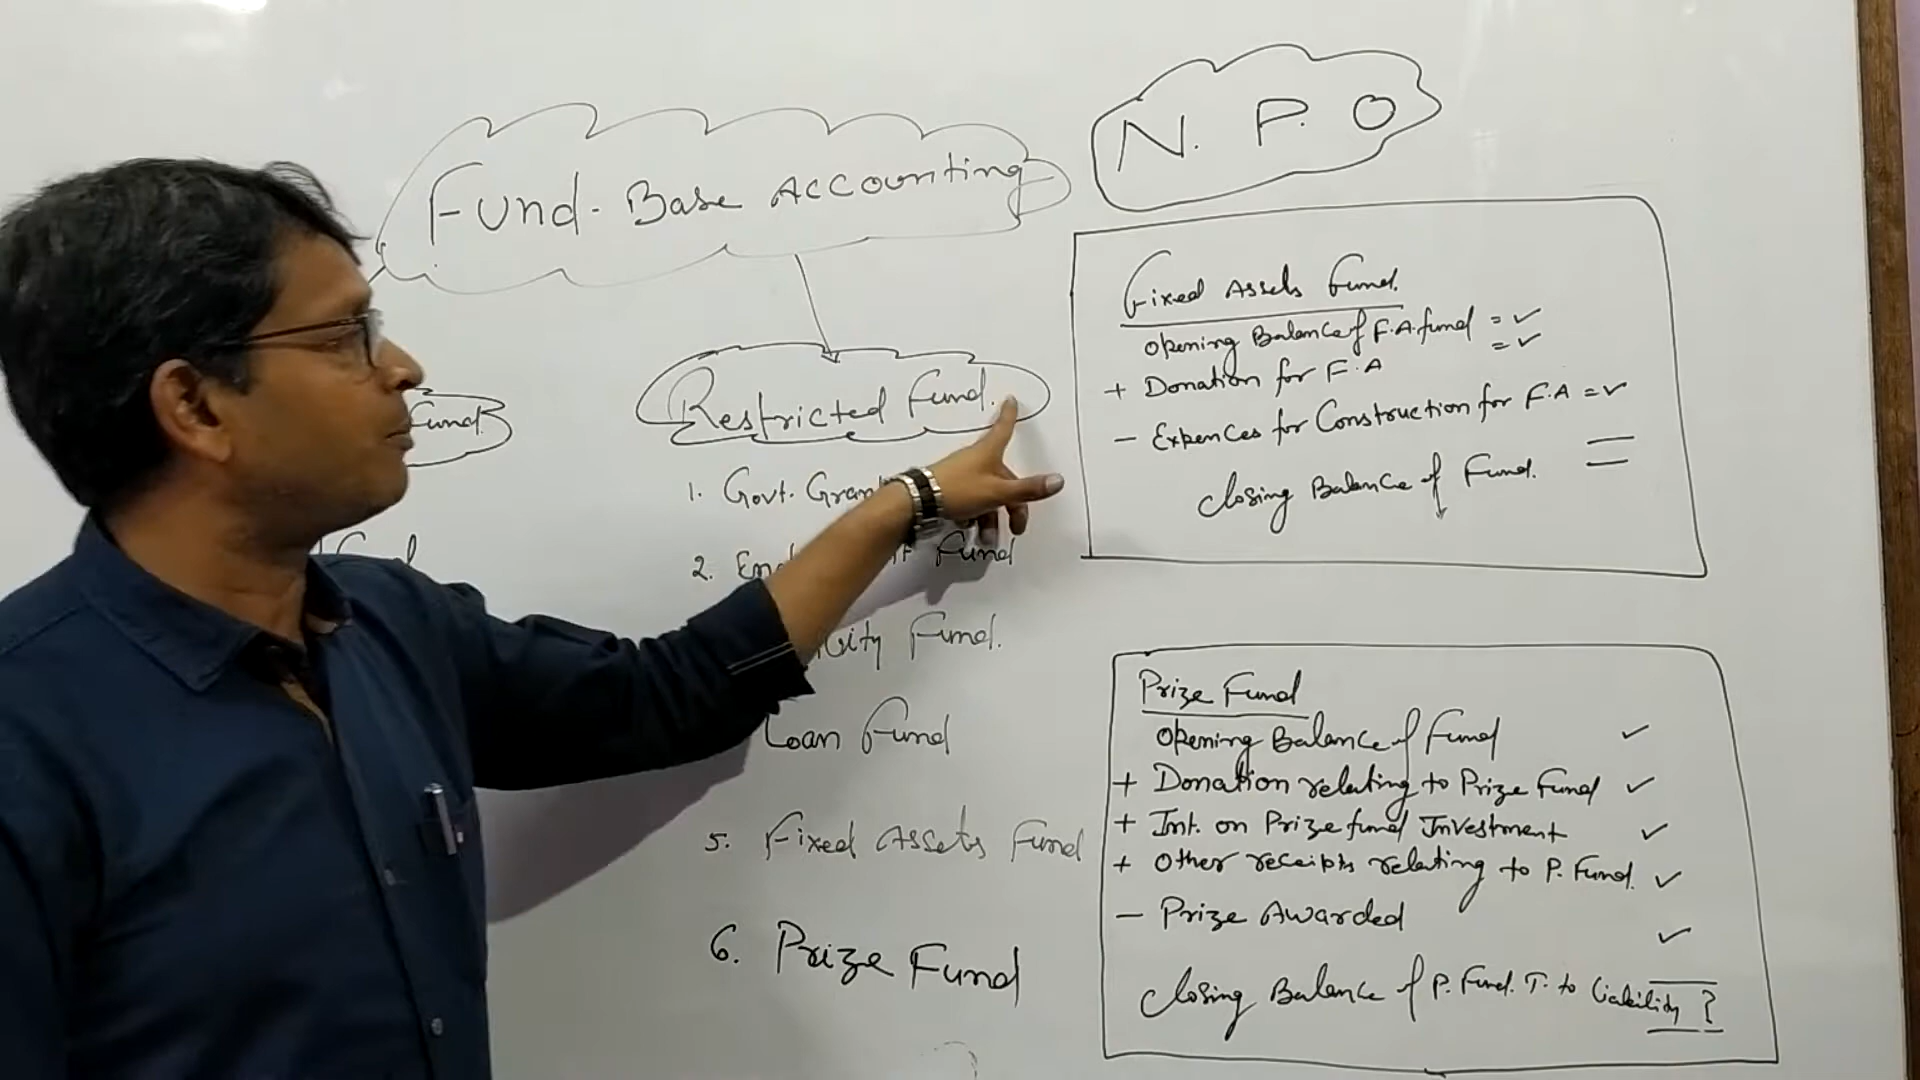 N. P. O
Fund-Base Accounting
Fund.
Restricted Fund.
1. Govt. Grant
2. Fund
Fund.
Loan Fund
5. Fixed Assets Fund
6. Prize Fund
Fixed Assets Fund.
Opening Balance of F.A. fund = ✓
+ Donation for F.A = ✓
- Expences for Construction for F.A = ✓
Closing Balance of Fund.
Prize Fund
Opening Balance of Fund ✓
+ Donation relating to Prize Fund ✓
+ Int. on Prize fund Investment ✓
+ Other receipts relating to P. Fund. ✓
- Prize Awarded ✓
Closing Balance of P. Fund. T. to Liability ?